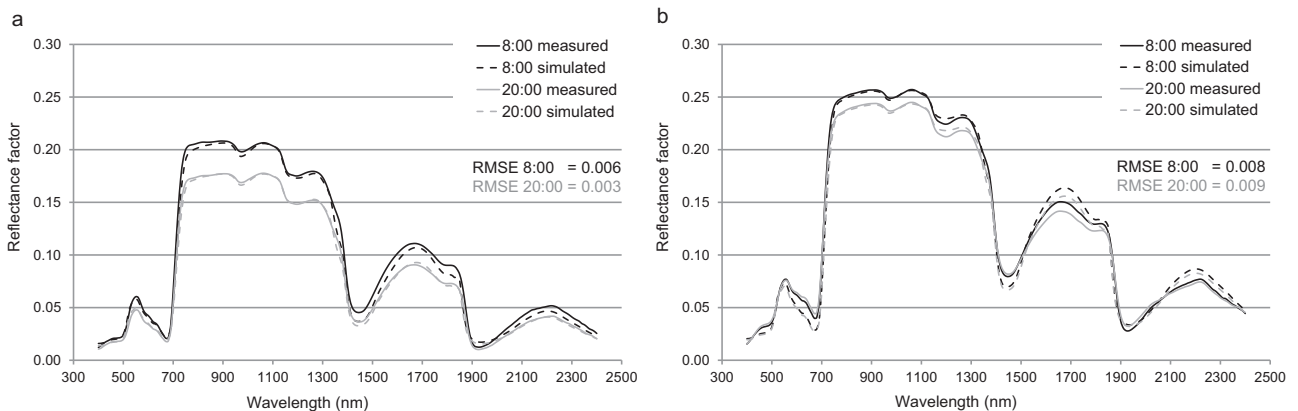 a
0.30
0.25
0.20
0.15
0.10
0.05
0.00
Reflectance factor
8:00 measured
8:00 simulated
20:00 measured
20:00 simulated
RMSE 8:00 = 0.006
RMSE 20:00 = 0.003
300 500 700 900 1100 1300 1500 1700 1900 2100 2300 2500
Wavelength (nm)
b
0.30
0.25
0.20
0.15
0.10
0.05
0.00
Reflectance factor
8:00 measured
8:00 simulated
20:00 measured
20:00 simulated
RMSE 8:00 = 0.008
RMSE 20:00 = 0.009
300 500 700 900 1100 1300 1500 1700 1900 2100 2300 2500
Wavelength (nm)